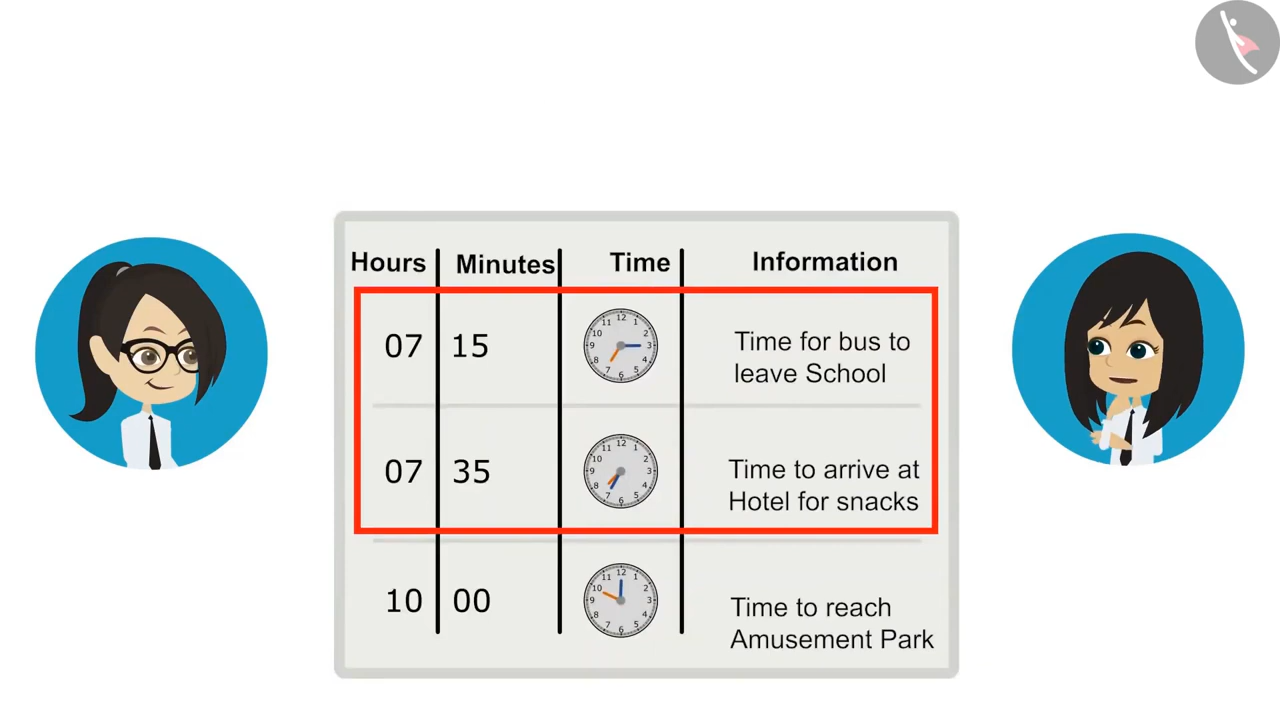 Hours Minutes Time Information
07 15 Time for bus to
leave School
07 35 Time to arrive at
Hotel for snacks
10 00 Time to reach
Amusement Park